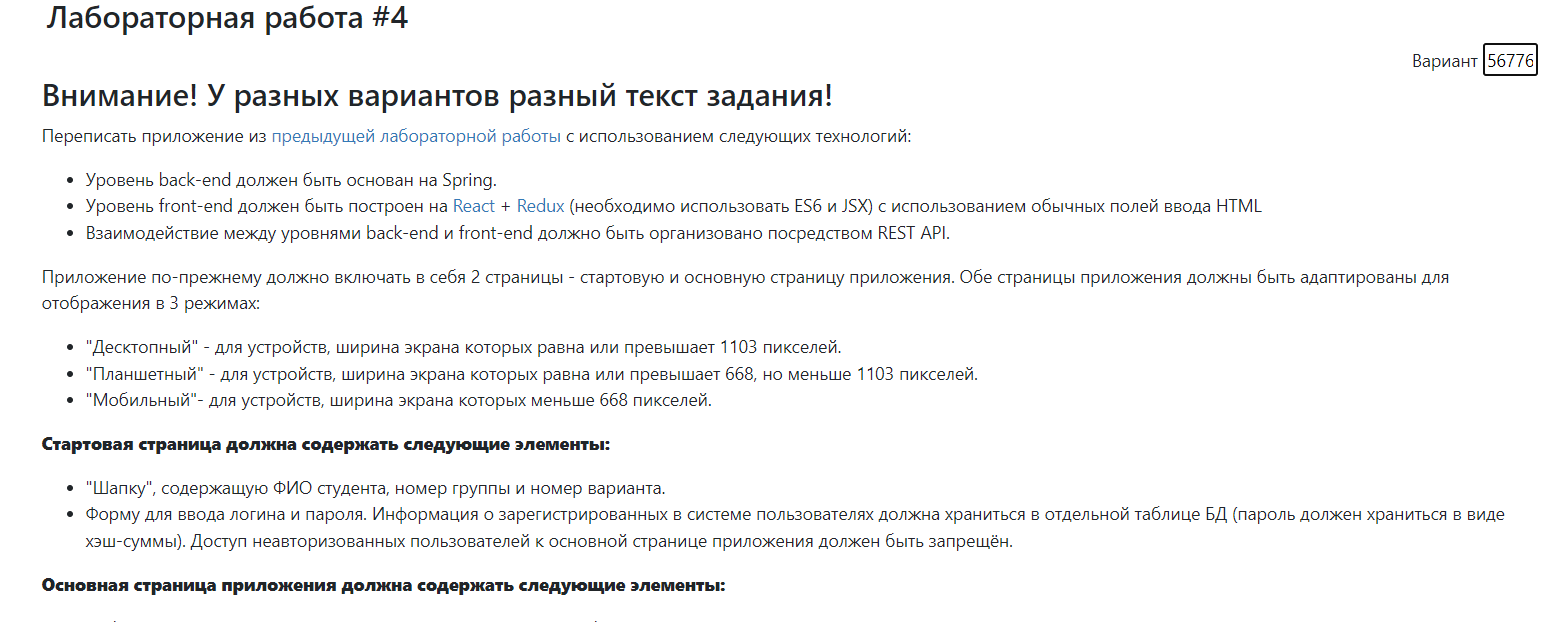 Лабораторная работа #4
Вариант 56776
Внимание! У разных вариантов разный текст задания!
Переписать приложение из предыдущей лабораторной работы с использованием следующих технологий:
• Уровень back-end должен быть основан на Spring.
• Уровень front-end должен быть построен на React + Redux (необходимо использовать ES6 и JSX) с использованием обычных полей ввода HTML
• Взаимодействие между уровнями back-end и front-end должно быть организовано посредством REST API.
Приложение по-прежнему должно включать в себя 2 страницы - стартовую и основную страницу приложения. Обе страницы приложения должны быть адаптированы для
отображения в 3 режимах:
• "Десктопный" - для устройств, ширина экрана которых равна или превышает 1103 пикселей.
• "Планшетный" - для устройств, ширина экрана которых равна или превышает 668, но меньше 1103 пикселей.
• "Мобильный"- для устройств, ширина экрана которых меньше 668 пикселей.
Стартовая страница должна содержать следующие элементы:
• "Шапку", содержащую ФИО студента, номер группы и номер варианта.
• Форму для ввода логина и пароля. Информация о зарегистрированных в системе пользователях должна храниться в отдельной таблице БД (пароль должен храниться в виде
хэш-суммы). Доступ неавторизованных пользователей к основной странице приложения должен быть запрещён.
Основная страница приложения должна содержать следующие элементы: